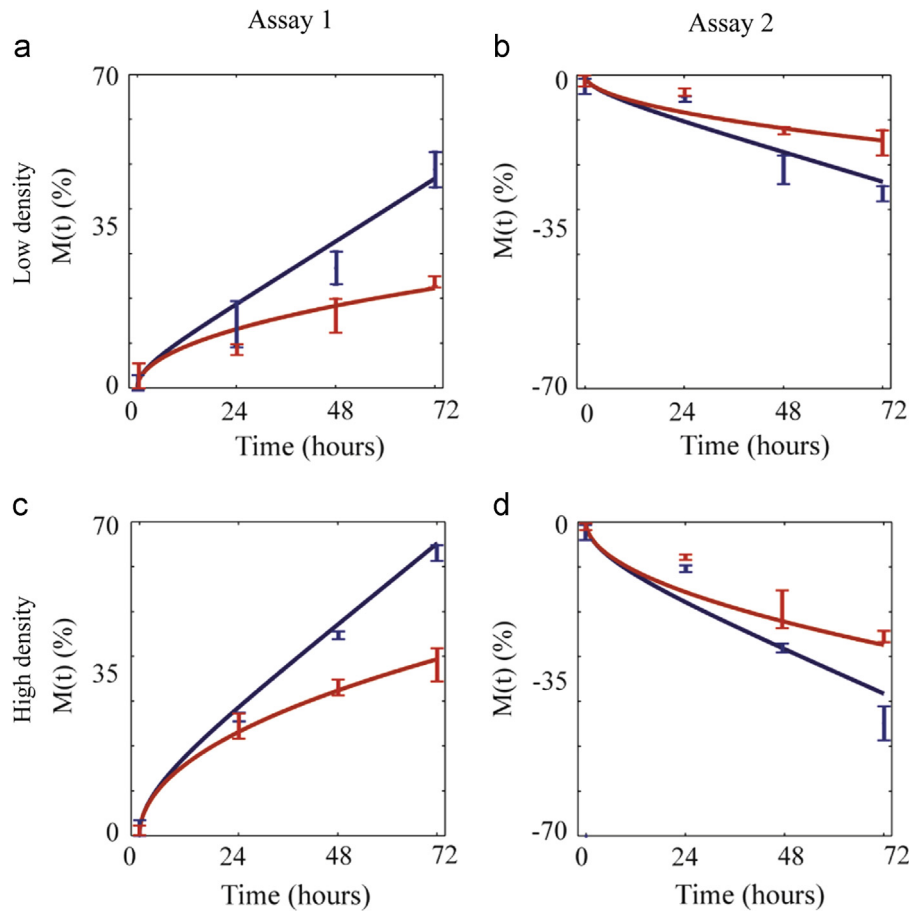 Assay 1
Assay 2
a
b
Low density
M(t) (%)
70
35
0
0
24
48
72
Time (hours)
M(t) (%)
0
-35
-70
0
24
48
72
Time (hours)
c
d
High density
M(t) (%)
70
35
0
0
24
48
72
Time (hours)
M(t) (%)
0
-35
-70
0
24
48
72
Time (hours)